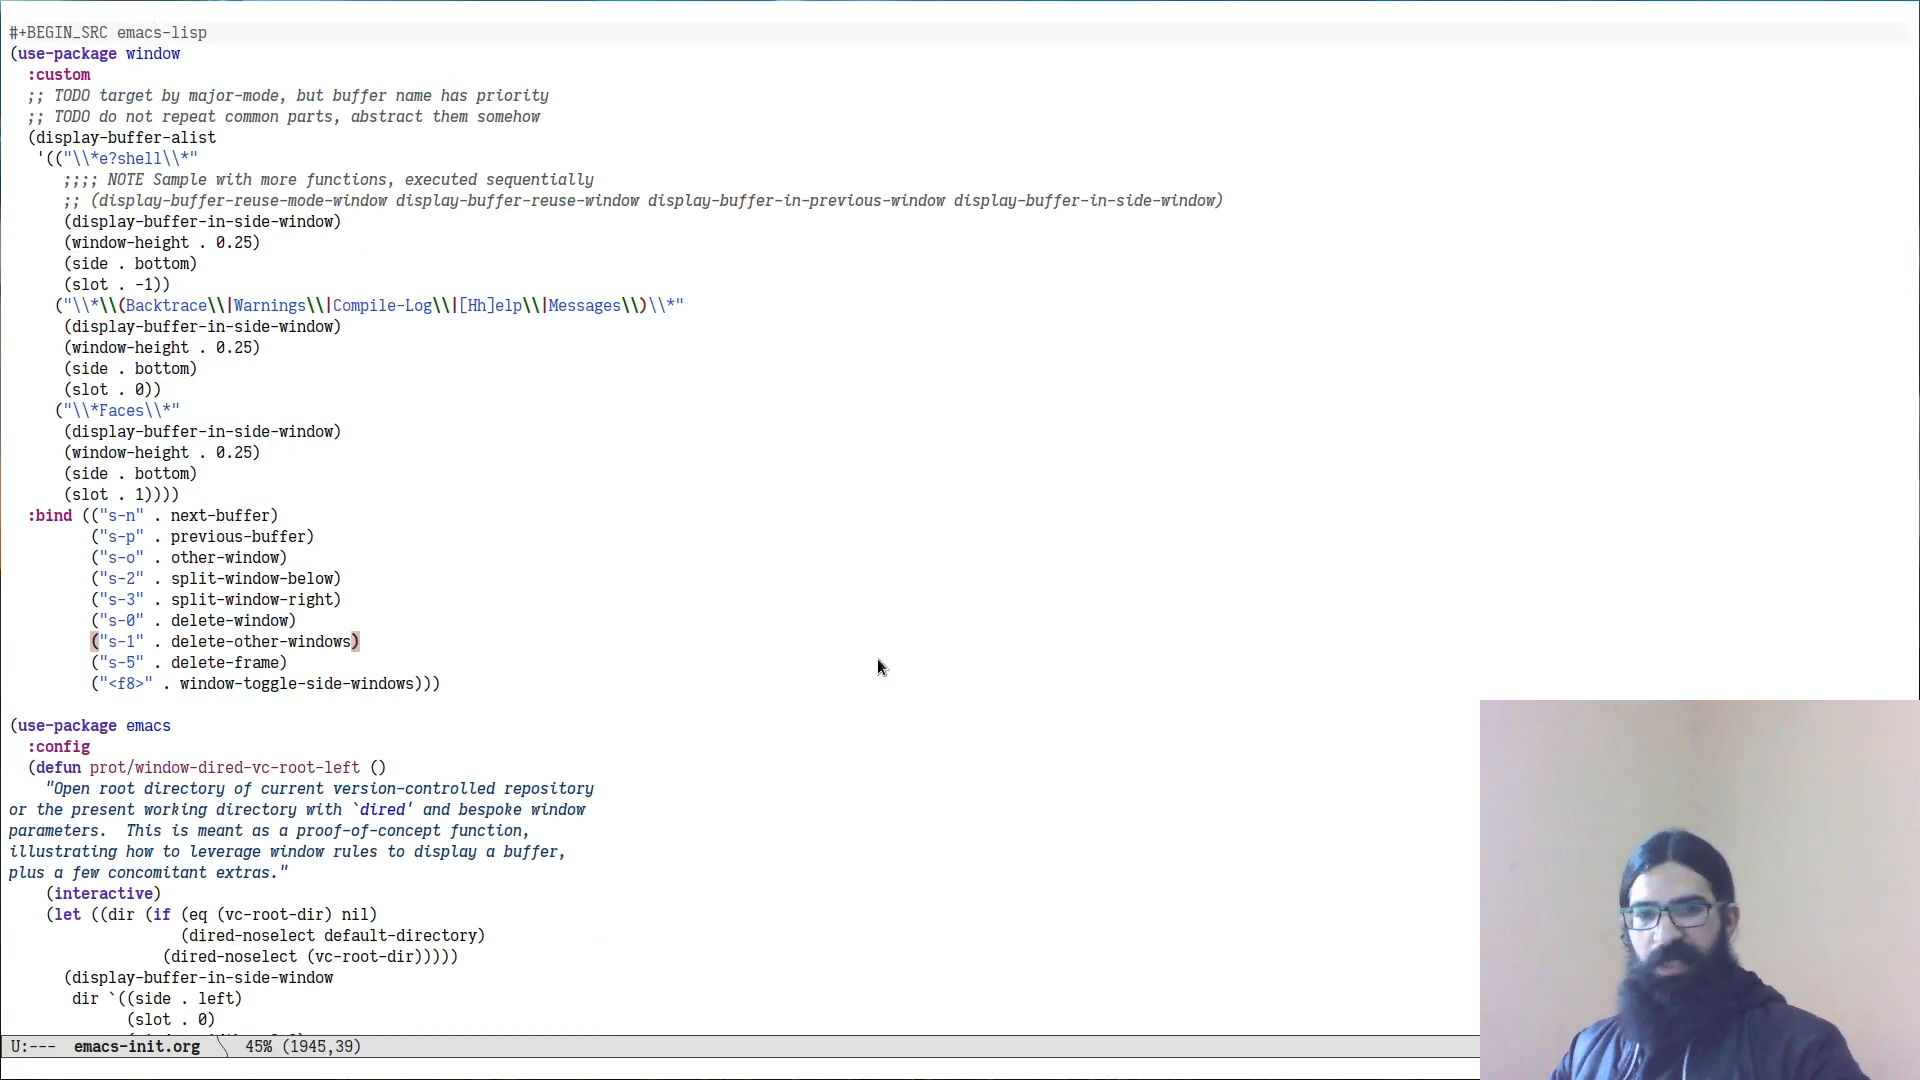 #+BEGIN_SRC emacs-lisp
(use-package window
  :custom
  ;; TODO target by major-mode, but buffer name has priority
  ;; TODO do not repeat common parts, abstract them somehow
  (display-buffer-alist
   '(("\\*e?shell\\*"
      ;;;; NOTE Sample with more functions, executed sequentially
      ;; (display-buffer-reuse-mode-window display-buffer-reuse-window display-buffer-in-previous-window display-buffer-in-side-window)
      (display-buffer-in-side-window)
      (window-height . 0.25)
      (side . bottom)
      (slot . -1))
     ("\\*\\(Backtrace\\|Warnings\\|Compile-Log\\|[Hh]elp\\|Messages\\)\\*"
      (display-buffer-in-side-window)
      (window-height . 0.25)
      (side . bottom)
      (slot . 0))
     ("\\*Faces\\*"
      (display-buffer-in-side-window)
      (window-height . 0.25)
      (side . bottom)
      (slot . 1))))
  :bind (("s-n" . next-buffer)
         ("s-p" . previous-buffer)
         ("s-o" . other-window)
         ("s-2" . split-window-below)
         ("s-3" . split-window-right)
         ("s-0" . delete-window)
         ("s-1" . delete-other-windows)
         ("s-5" . delete-frame)
         ("<f8>" . window-toggle-side-windows)))

(use-package emacs
  :config
  (defun prot/window-dired-vc-root-left ()
    "Open root directory of current version-controlled repository
or the present working directory with `dired' and bespoke window
parameters.  This is meant as a proof-of-concept function,
illustrating how to leverage window rules to display a buffer,
plus a few concomitant extras."
    (interactive)
    (let ((dir (if (eq (vc-root-dir) nil)
                   (dired-noselect default-directory)
                 (dired-noselect (vc-root-dir)))))
      (display-buffer-in-side-window
       dir `((side . left)
             (slot . 0)
U:---  emacs-init.org  45% (1945,39)